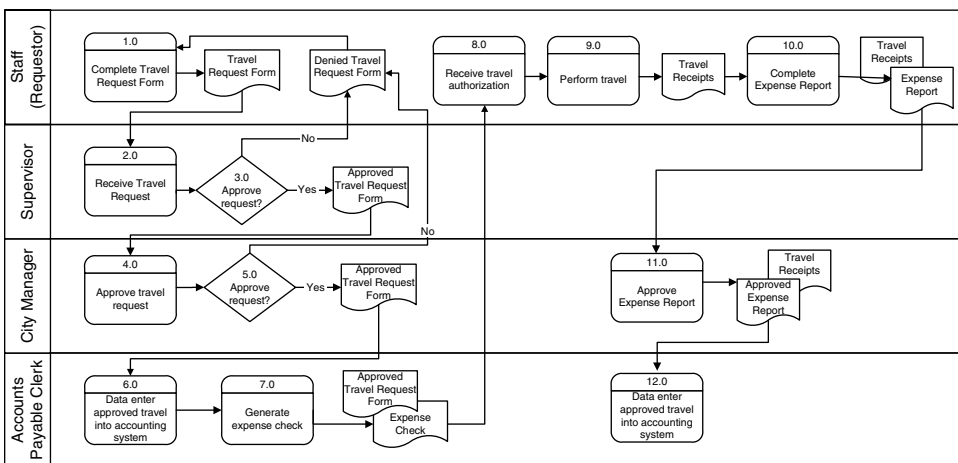 Staff
(Requestor)
1.0
Complete Travel
Request Form
Travel
Request Form
Denied Travel
Request Form
8.0
Receive travel
authorization
9.0
Perform travel
Travel
Receipts
10.0
Complete
Expense Report
Travel
Receipts
Expense
Report
No
Supervisor
2.0
Receive Travel
Request
3.0
Approve
request?
Yes
Approved
Travel Request
Form
No
City Manager
4.0
Approve travel
request
5.0
Approve
request?
Yes
Approved
Travel Request
Form
11.0
Approve
Expense Report
Travel
Receipts
Approved
Expense
Report
Accounts
Payable Clerk
6.0
Data enter
approved travel
into accounting
system
7.0
Generate
expense check
Approved
Travel Request
Form
Expense
Check
12.0
Data enter
approved travel
into accounting
system